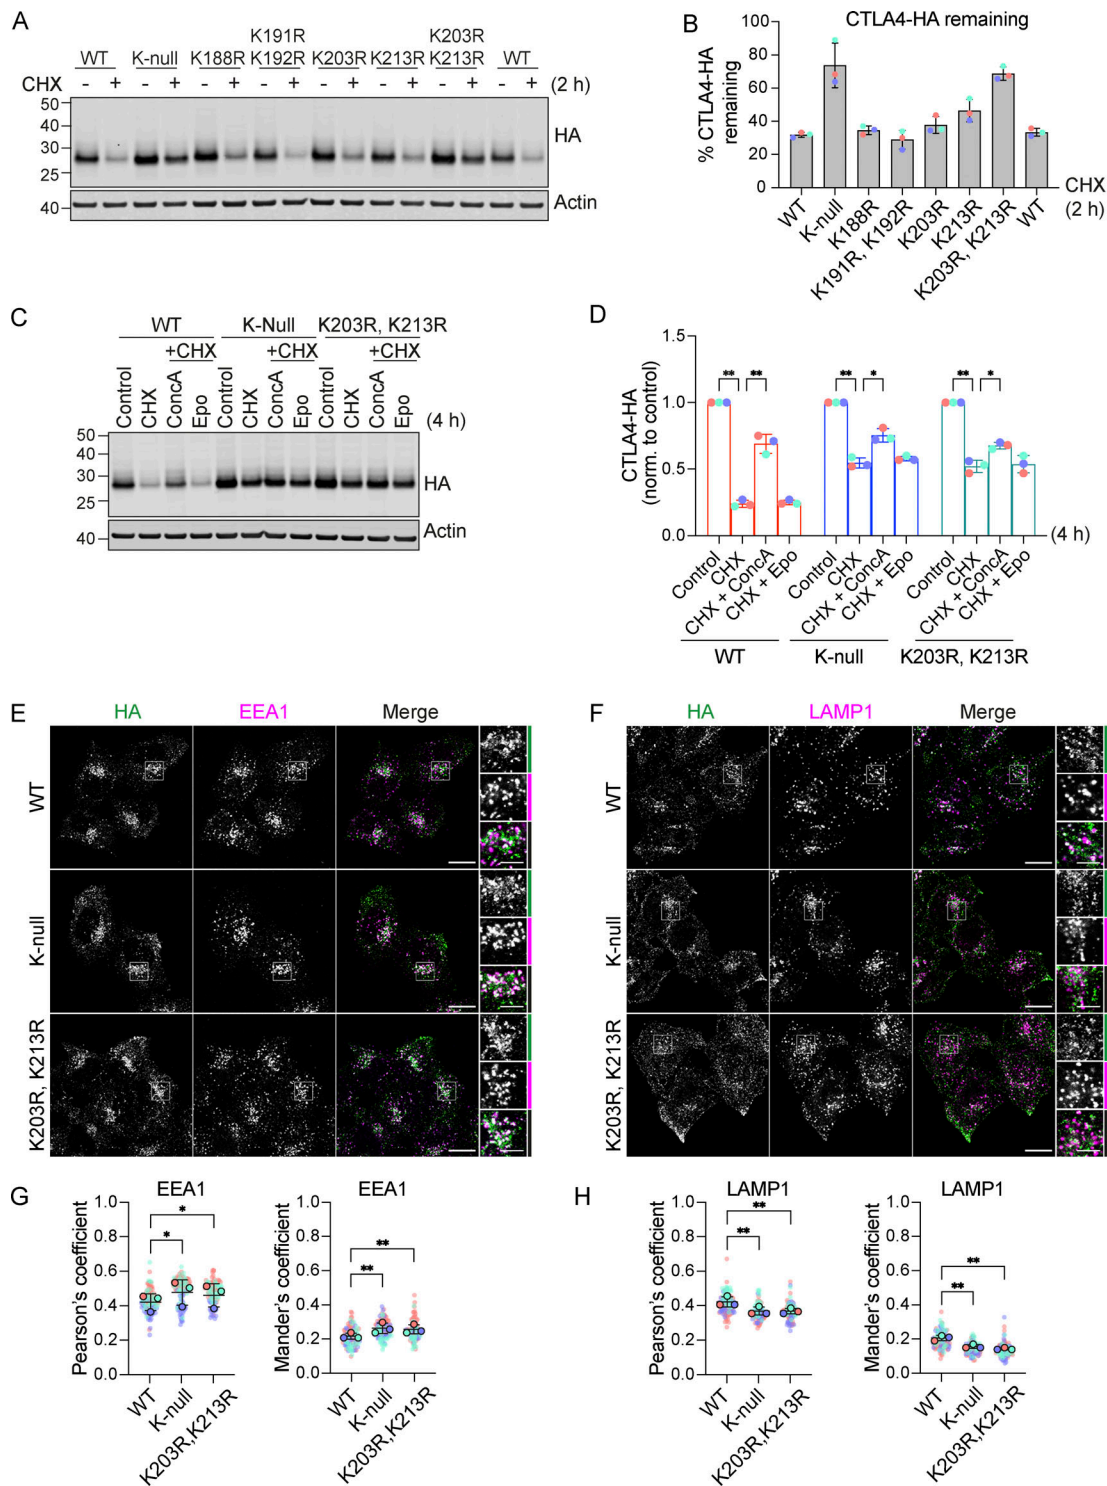 A
K191R K203R
WT K-null K188R K192R K203R K213R K213R WT
CHX - + - + - + - + - + - + - + - + (2 h)
50
40
30
25
HA
40
Actin
B
CTLA4-HA remaining
% CTLA4-HA
remaining
100
80
60
40
20
0
CHX
(2 h)
WT
K-null
K188R
K191R, K192R
K203R
K213R
K203R, K213R
WT
C
WT K-Null K203R, K213R
+CHX +CHX +CHX
Control CHX ConcA Epo Control CHX ConcA Epo Control CHX ConcA Epo (4 h)
50
40
30
25
HA
40
Actin
D
CTLA4-HA
(norm. to control)
1.5
1.0
0.5
0.0
** ** ** * ** *
(4 h)
Control CHX CHX + ConcA CHX + Epo Control CHX CHX + ConcA CHX + Epo Control CHX CHX + ConcA CHX + Epo
WT K-null K203R, K213R
E
HA EEA1 Merge
WT
K-null
K203R, K213R
F
HA LAMP1 Merge
WT
K-null
K203R, K213R
G
EEA1
Pearson's coefficient
1.0
0.8
0.6
0.4
0.2
0.0
*
*
WT
K-null
K203R,K213R
EEA1
Mander's coefficient
1.0
0.8
0.6
0.4
0.2
0.0
**
**
WT
K-null
K203R,K213R
H
LAMP1
Pearson's coefficient
1.0
0.8
0.6
0.4
0.2
0.0
**
**
WT
K-null
K203R,K213R
LAMP1
Mander's coefficient
1.0
0.8
0.6
0.4
0.2
0.0
**
**
WT
K-null
K203R,K213R